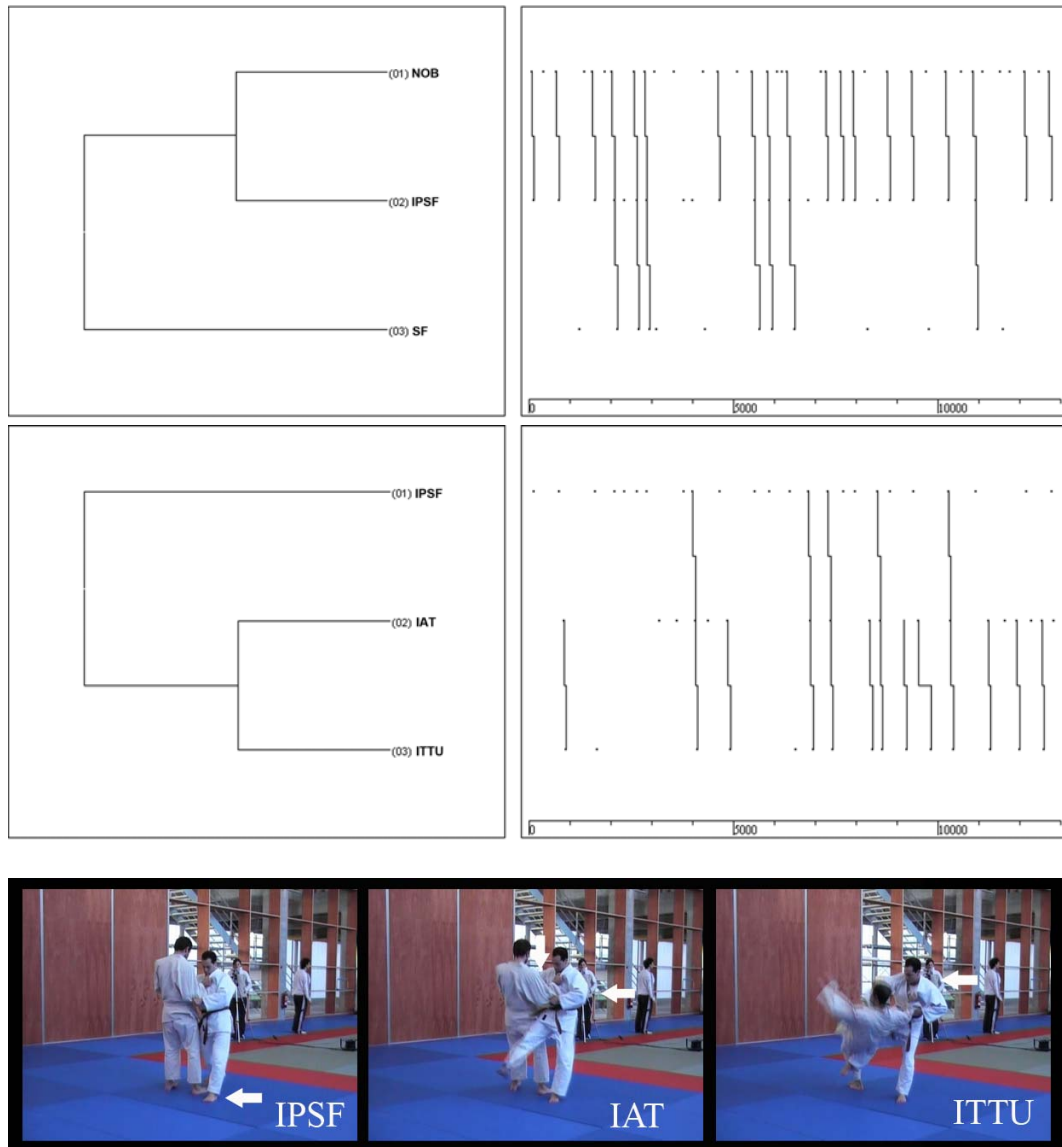 (01) NOB
(02) IPSF
(03) SF
0 5000 10000
(01) IPSF
(02) IAT
(03) ITTU
0 5000 10000
IPSF IAT ITTU